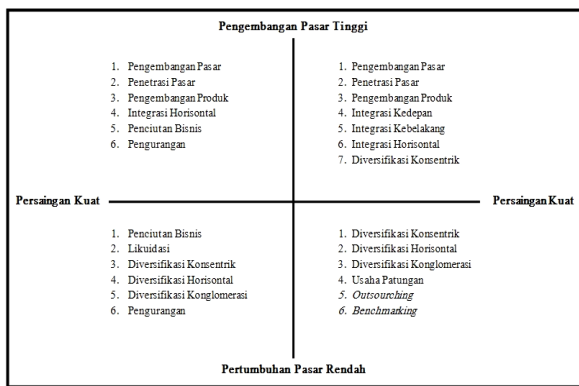 Pengembangan Pasar Tinggi
1. Pengembangan Pasar
2. Penetrasi Pasar
3. Pengembangan Produk
4. Integrasi Horisontal
5. Penciutan Bisnis
6. Pengurangan
1. Pengembangan Pasar
2. Penetrasi Pasar
3. Pengembangan Produk
4. Integrasi Kedepan
5. Integrasi Kebelakang
6. Integrasi Horisontal
7. Diversifikasi Konsentrik
Persaingan Kuat
Persaingan Kuat
1. Penciutan Bisnis
2. Likuidasi
3. Diversifikasi Konsentrik
4. Diversifikasi Horisontal
5. Diversifikasi Konglomerasi
6. Pengurangan
1. Diversifikasi Konsentrik
2. Diversifikasi Horisontal
3. Diversifikasi Konglomerasi
4. Usaha Patungan
5. Outsourching
6. Benchmarking
Pertumbuhan Pasar Rendah